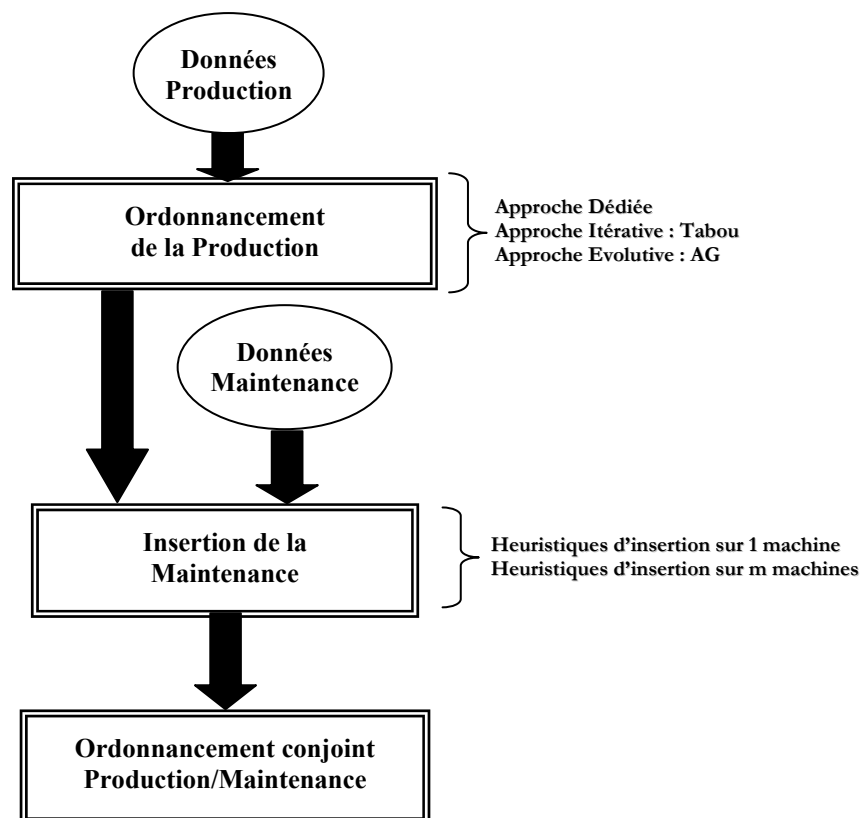 Données
Production
Ordonnancement
de la Production
Approche Dédiée
Approche Itérative : Tabou
Approche Evolutive : AG
Données
Maintenance
Insertion de la
Maintenance
Heuristiques d'insertion sur 1 machine
Heuristiques d'insertion sur m machines
Ordonnancement conjoint
Production/Maintenance